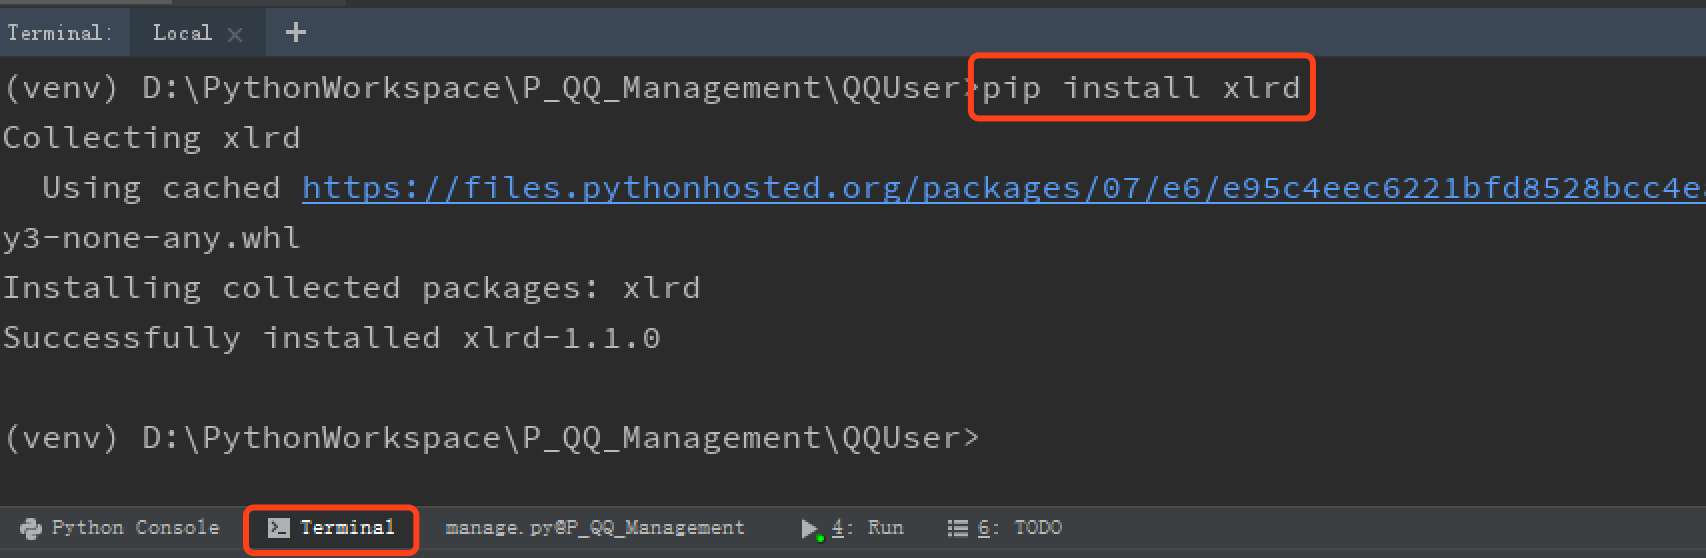 Terminal: Local × +
(venv) D:\PythonWorkspace\P_QQ_Management\QQUser>pip install xlrd
Collecting xlrd
  Using cached https://files.pythonhosted.org/packages/07/e6/e95c4eec6221bfd8528bcc4e
y3-none-any.whl
Installing collected packages: xlrd
Successfully installed xlrd-1.1.0
(venv) D:\PythonWorkspace\P_QQ_Management\QQUser>
Python Console Terminal manage.py@P_QQ_Management 4: Run 6: TODO